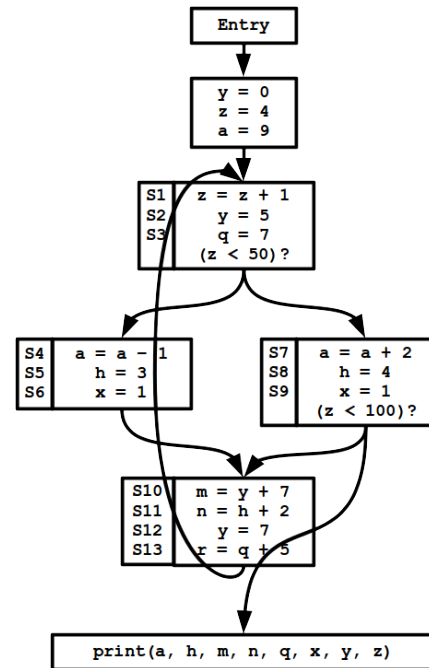 Entry
y = 0
z = 4
a = 9
S1 z = z + 1
S2 y = 5
S3 q = 7
(z < 50)?
S4 a = a - 1
S5 h = 3
S6 x = 1
S7 a = a + 2
S8 h = 4
S9 x = 1
(z < 100)?
S10 m = y + 7
S11 n = h + 2
S12 y = 7
S13 r = q + 5
print(a, h, m, n, q, x, y, z)